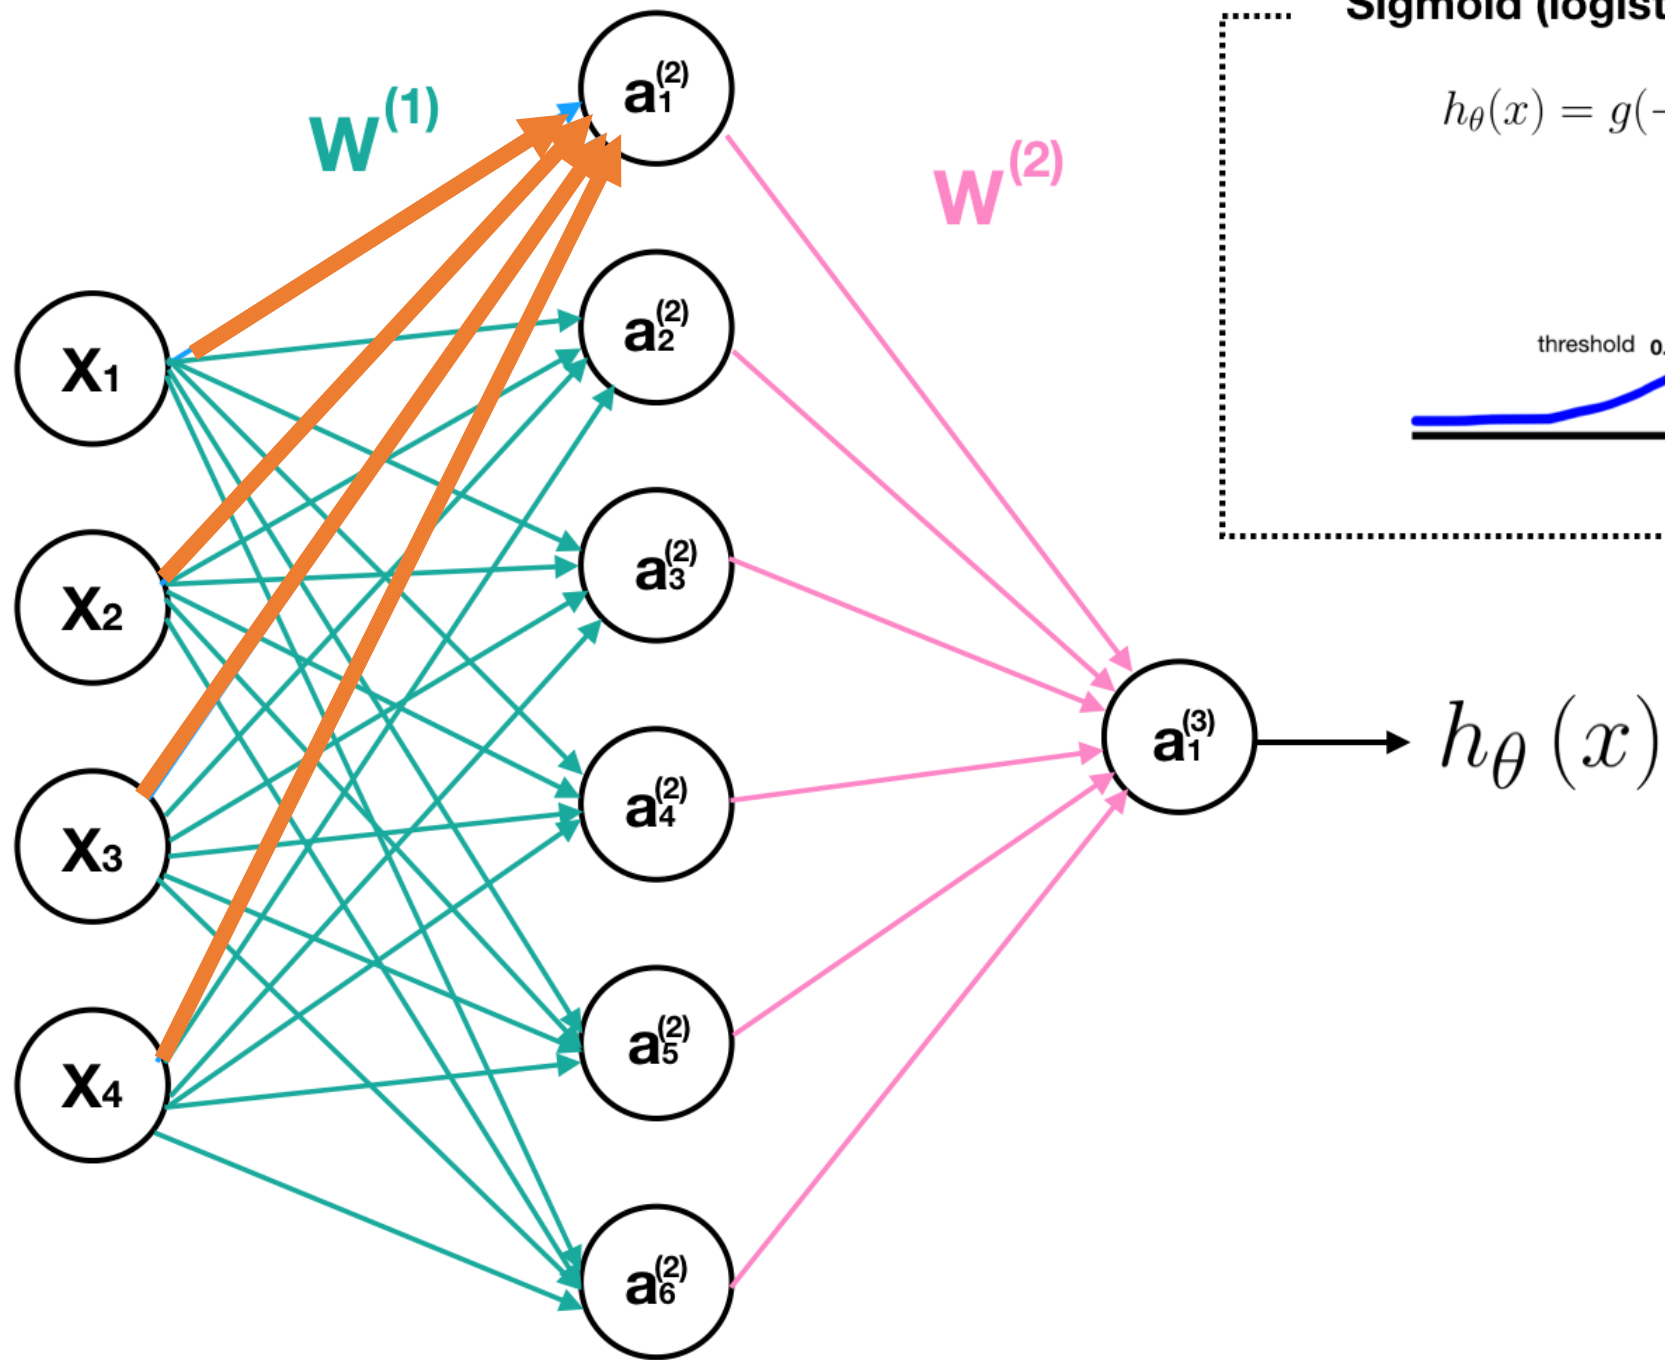 Sigmoid (logist
hθ(x) = g(-
threshold 0.
W(1)
W(2)
X1
X2
X3
X4
a1(2)
a2(2)
a3(2)
a4(2)
a5(2)
a6(2)
a1(3)
hθ (x)